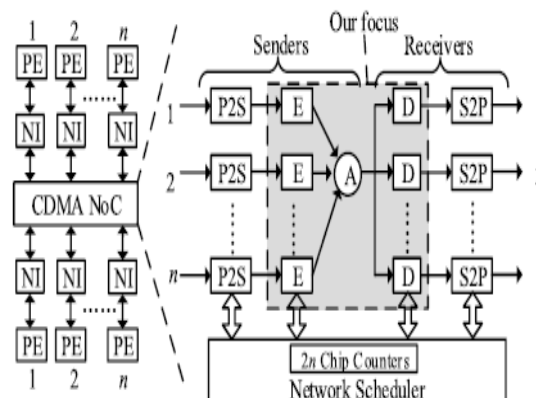 1 2 n
PE PE PE
NI NI NI
CDMA NoC
NI NI NI
PE PE PE
1 2 n
Our focus
Senders Receivers
1 P2S E D S2P
2 P2S E A D S2P
n P2S E D S2P
2n Chip Counters
Network Scheduler